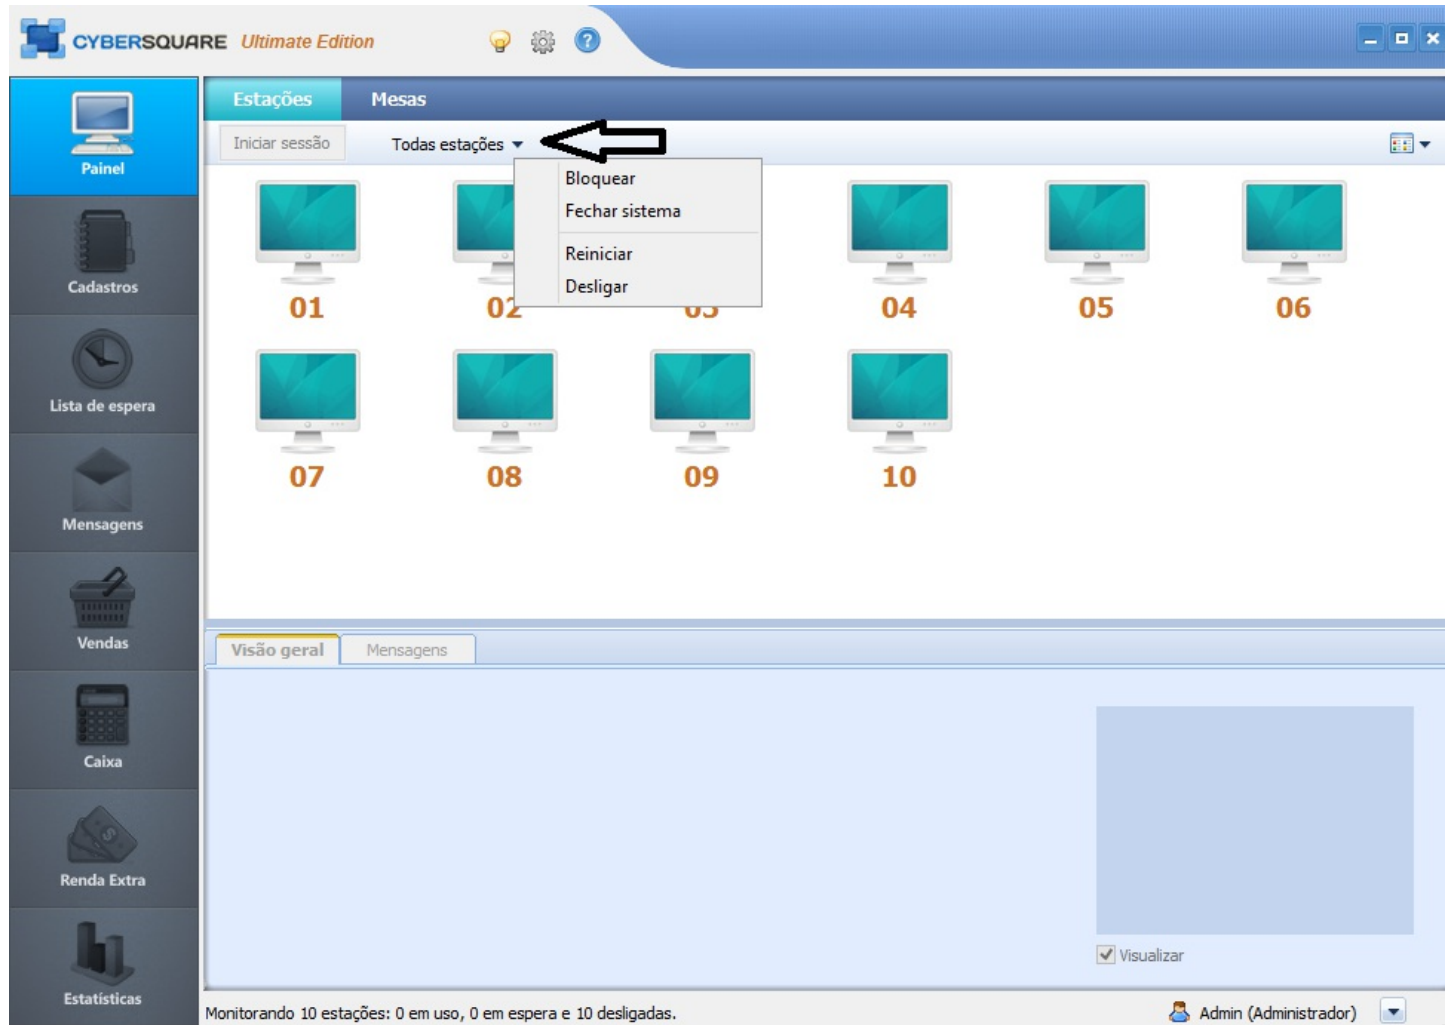 CYBERSQUARE Ultimate Edition
Estações Mesas
Iniciar sessão Todas estações
Bloquear
Fechar sistema
Reiniciar
Desligar
01 02 03 04 05 06
07 08 09 10
Painel
Cadastros
Lista de espera
Mensagens
Vendas
Caixa
Renda Extra
Estatísticas
Visão geral Mensagens
Visualizar
Monitorando 10 estações: 0 em uso, 0 em espera e 10 desligadas.
Admin (Administrador)